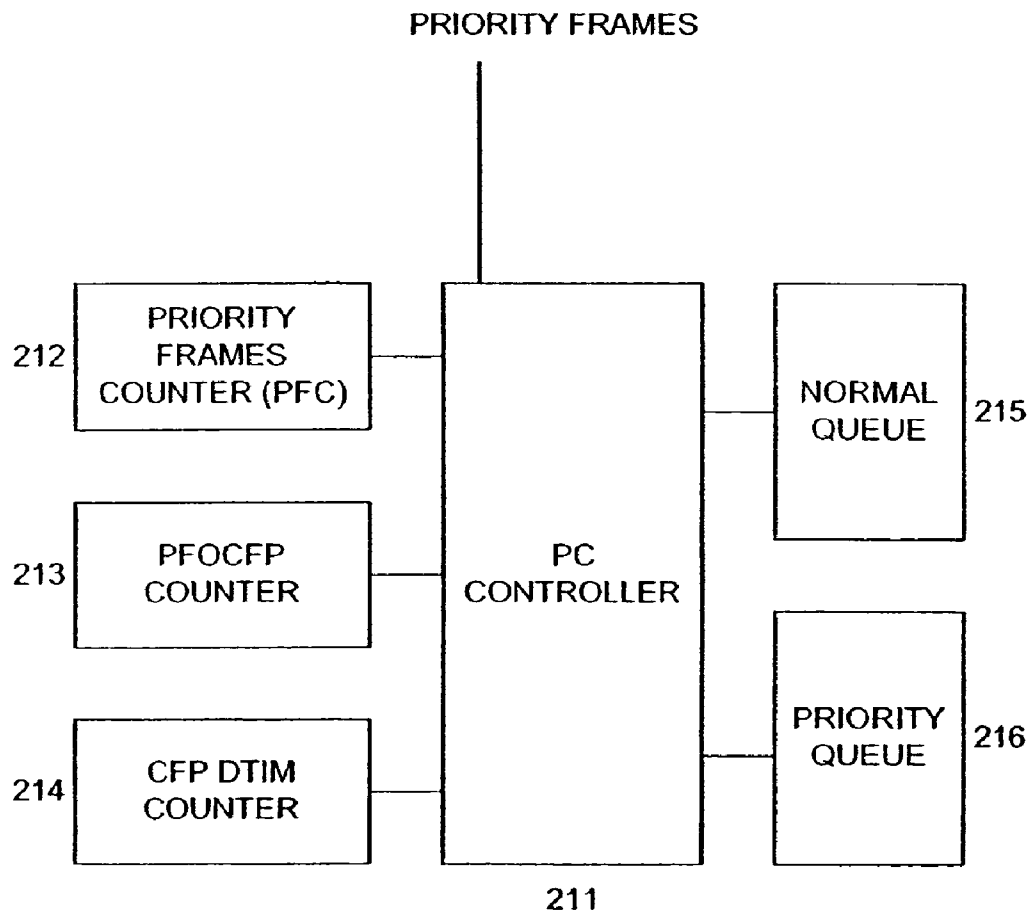 PRIORITY FRAMES
212
PRIORITY
FRAMES
COUNTER (PFC)
213
PFOCFP
COUNTER
214
CFP DTIM
COUNTER
PC
CONTROLLER
211
NORMAL
QUEUE
215
PRIORITY
QUEUE
216